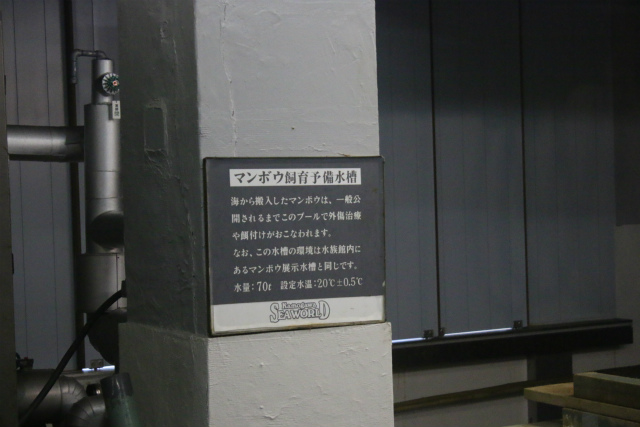 マンボウ飼育予備水槽
海から搬入したマンボウは、一般公
開されるまでこのプールで外傷治療
や餌付けがおこなわれます。
なお、この水槽の環境は水族館内に
あるマンボウ展示水槽と同じです。
水量:70t 設定水温:20℃±0.5℃
Kamogawa
SEAWORLD